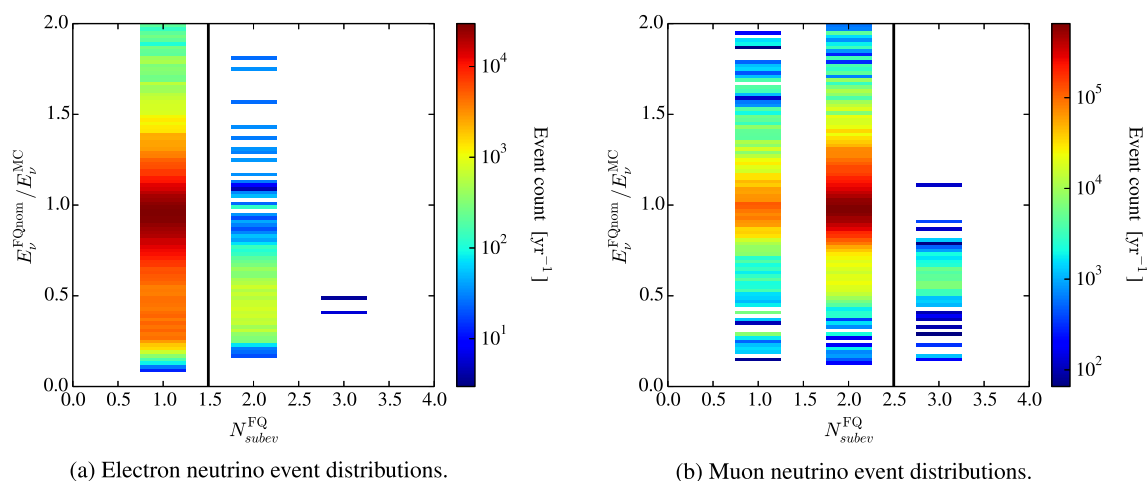 2.0
1.5
1.0
0.5
0.0
E_ν^FQnom / E_ν^MC
0.0 0.5 1.0 1.5 2.0 2.5 3.0 3.5 4.0
N_subev^FQ
10^4
10^3
10^2
10^1
Event count [yr^−1]
(a) Electron neutrino event distributions.
2.0
1.5
1.0
0.5
0.0
E_ν^FQnom / E_ν^MC
0.0 0.5 1.0 1.5 2.0 2.5 3.0 3.5 4.0
N_subev^FQ
10^5
10^4
10^3
10^2
Event count [yr^−1]
(b) Muon neutrino event distributions.